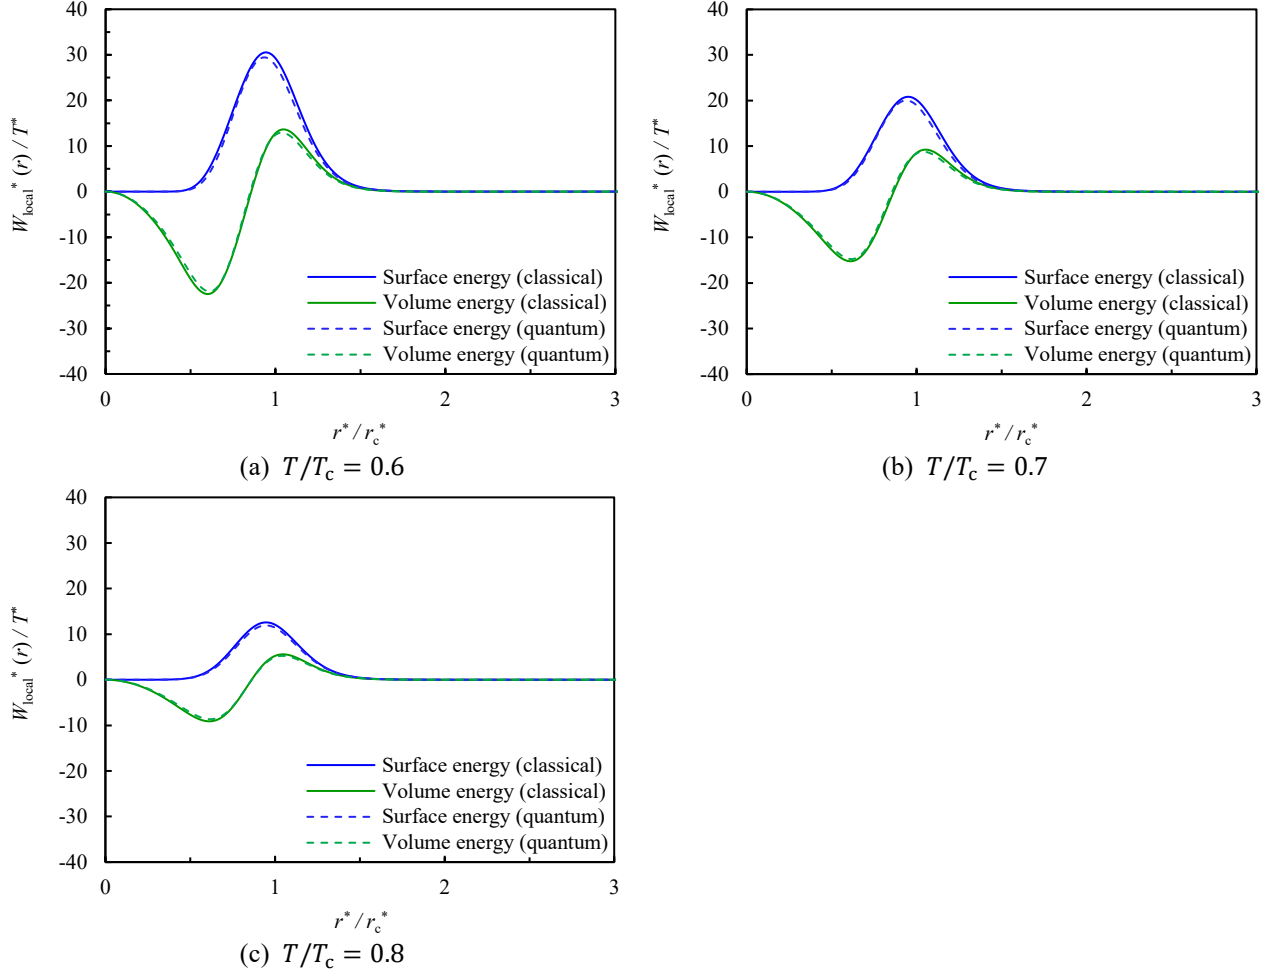 40
30
20
10
0
-10
-20
-30
-40
W_local* (r) / T*
Surface energy (classical)
Volume energy (classical)
Surface energy (quantum)
Volume energy (quantum)
0 1 2 3
r* / r_c*
(a) T/T_c = 0.6
40
30
20
10
0
-10
-20
-30
-40
W_local* (r) / T*
Surface energy (classical)
Volume energy (classical)
Surface energy (quantum)
Volume energy (quantum)
0 1 2 3
r* / r_c*
(b) T/T_c = 0.7
40
30
20
10
0
-10
-20
-30
-40
W_local* (r) / T*
Surface energy (classical)
Volume energy (classical)
Surface energy (quantum)
Volume energy (quantum)
0 1 2 3
r* / r_c*
(c) T/T_c = 0.8